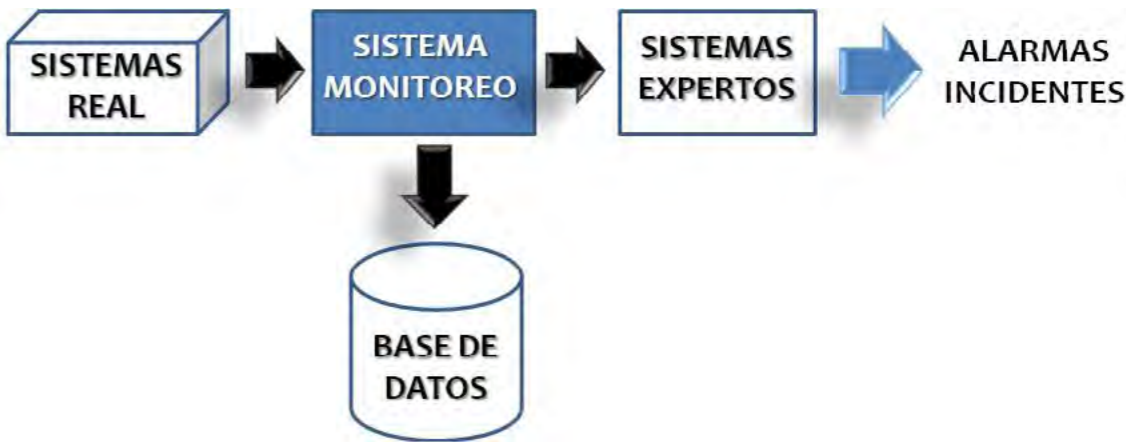 SISTEMAS
REAL
SISTEMA
MONITOREO
SISTEMAS
EXPERTOS
ALARMAS
INCIDENTES
BASE DE
DATOS